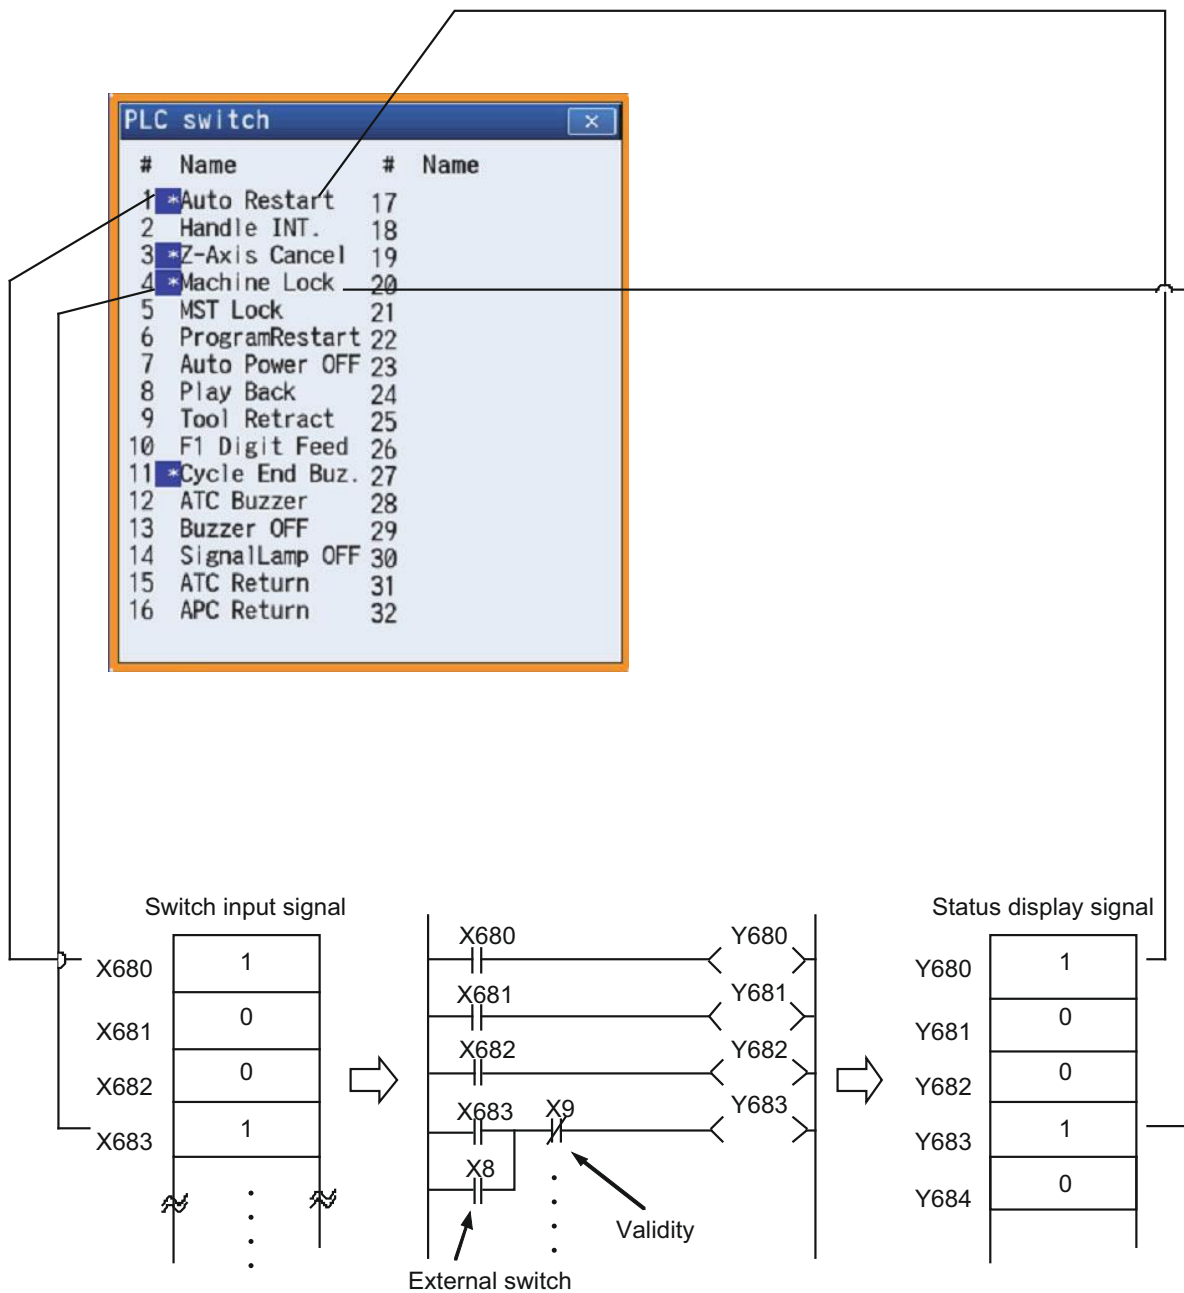 PLC switch ×
# Name # Name
1 *Auto Restart 17
2 Handle INT. 18
3 *Z-Axis Cancel 19
4 *Machine Lock 20
5 MST Lock 21
6 ProgramRestart 22
7 Auto Power OFF 23
8 Play Back 24
9 Tool Retract 25
10 F1 Digit Feed 26
11 *Cycle End Buz. 27
12 ATC Buzzer 28
13 Buzzer OFF 29
14 SignalLamp OFF 30
15 ATC Return 31
16 APC Return 32
Switch input signal
X680 1
X681 0
X682 0
X683 1
X680 Y680
X681 Y681
X682 Y682
X683 X9 Y683
X8
Validity
External switch
Status display signal
Y680 1
Y681 0
Y682 0
Y683 1
Y684 0